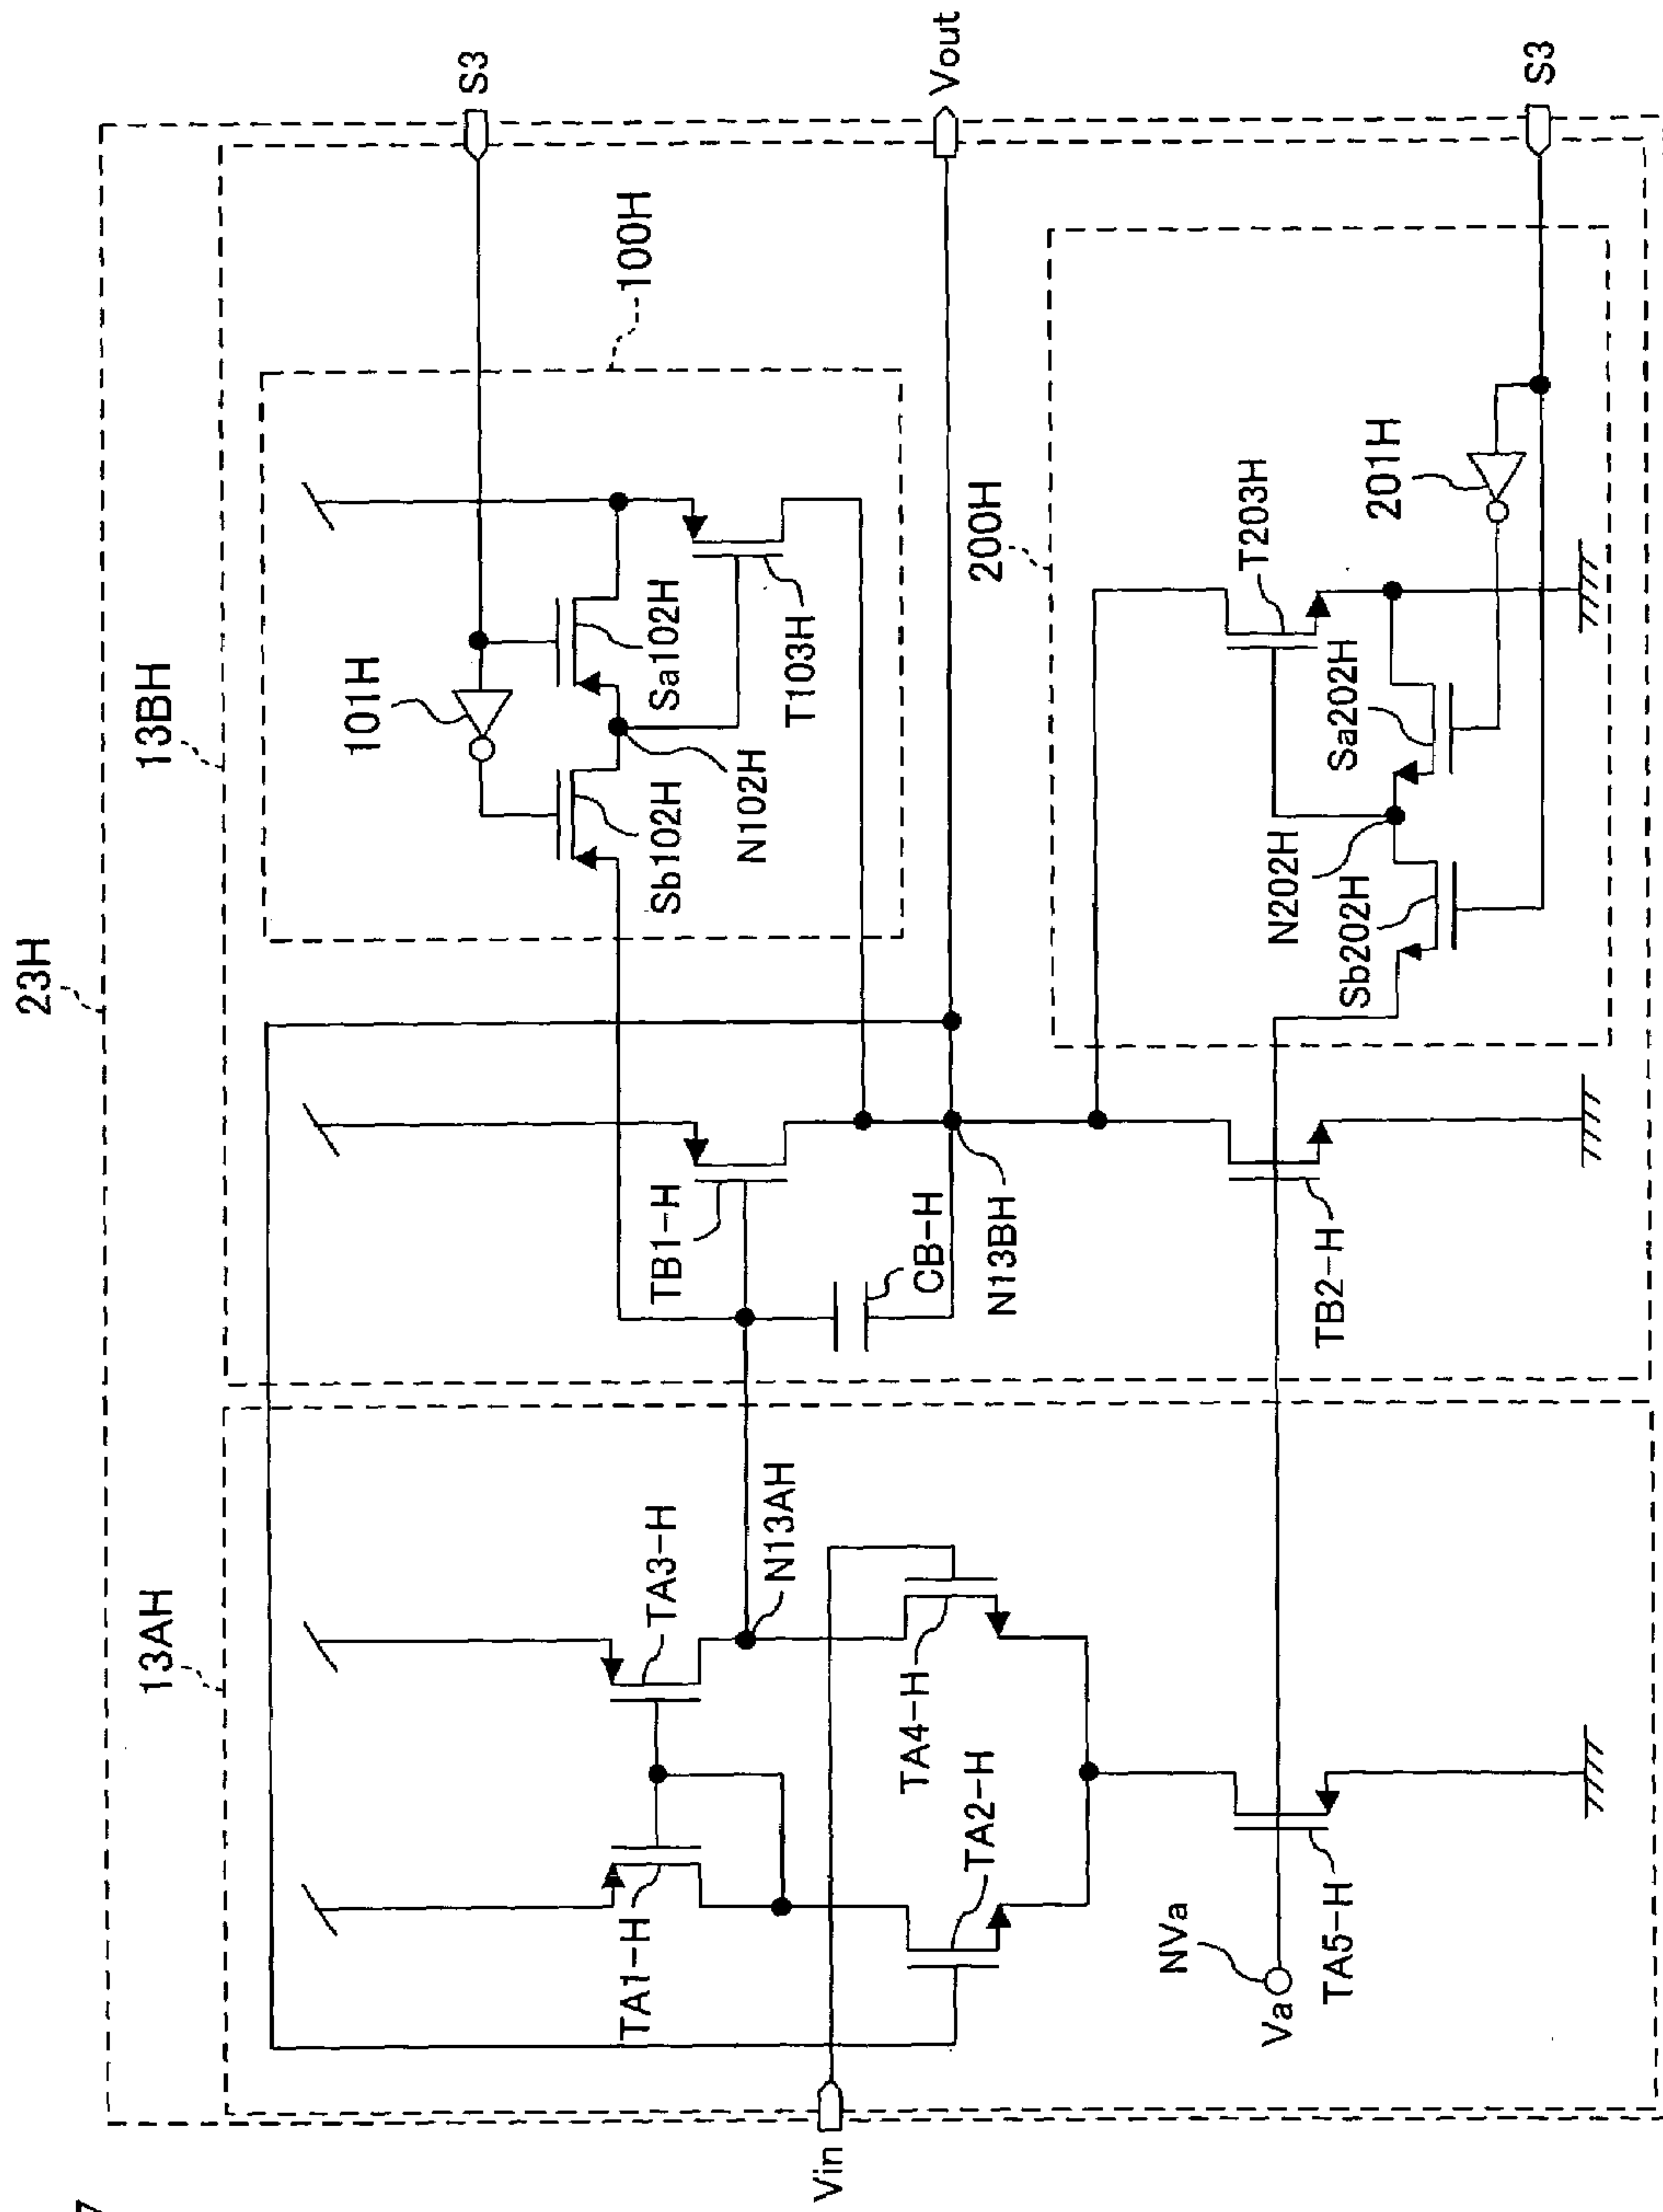 23H
13AH
13BH
TA1-H
TA3-H
N13AH
TA2-H
TA4-H
Vin
Va
NVa
TA5-H
TB1-H
CB-H
N13BH
TB2-H
101H
Sb102H
Sa102H
N102H
T103H
100H
S3
Vout
200H
T203H
N202H
Sb202H
Sa202H
201H
S3
7